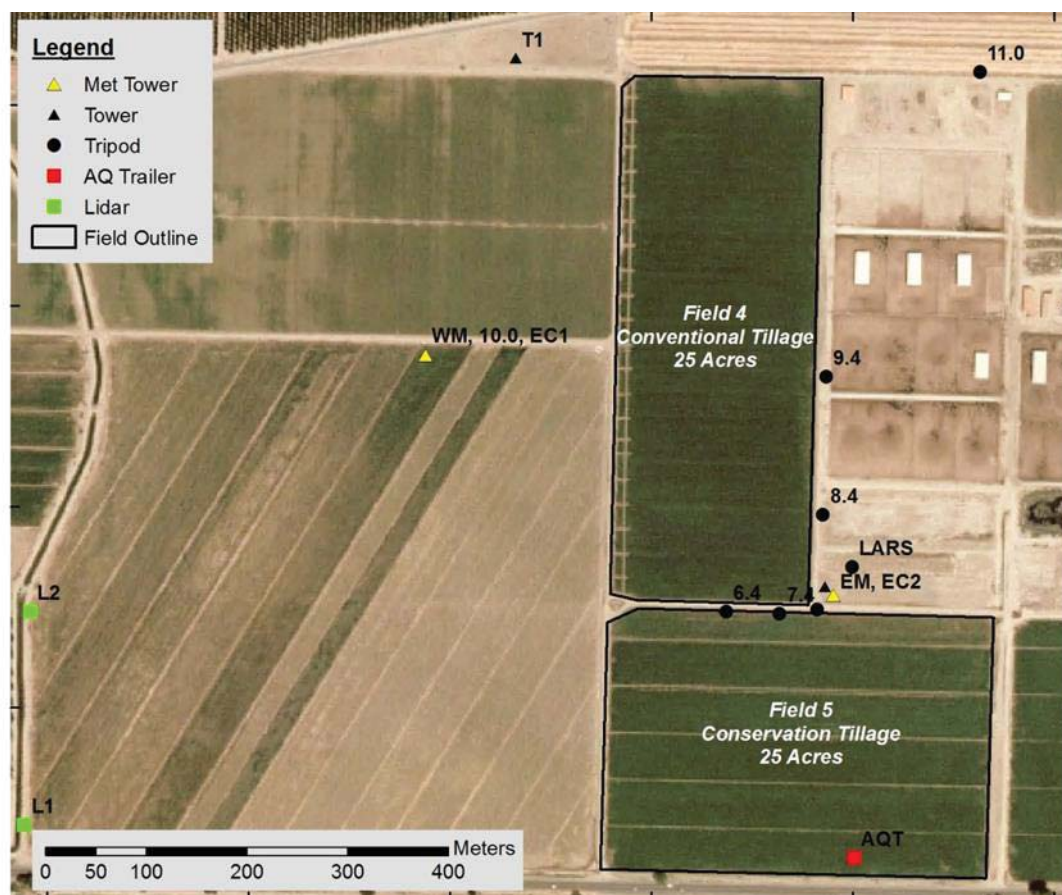 Legend
Met Tower
Tower
Tripod
AQ Trailer
Lidar
Field Outline
T1
11.0
WM, 10.0, EC1
Field 4
Conventional Tillage
25 Acres
9.4
8.4
LARS
EM, EC2
6.4
7.4
L2
Field 5
Conservation Tillage
25 Acres
L1
AQT
Meters
0 50 100 200 300 400